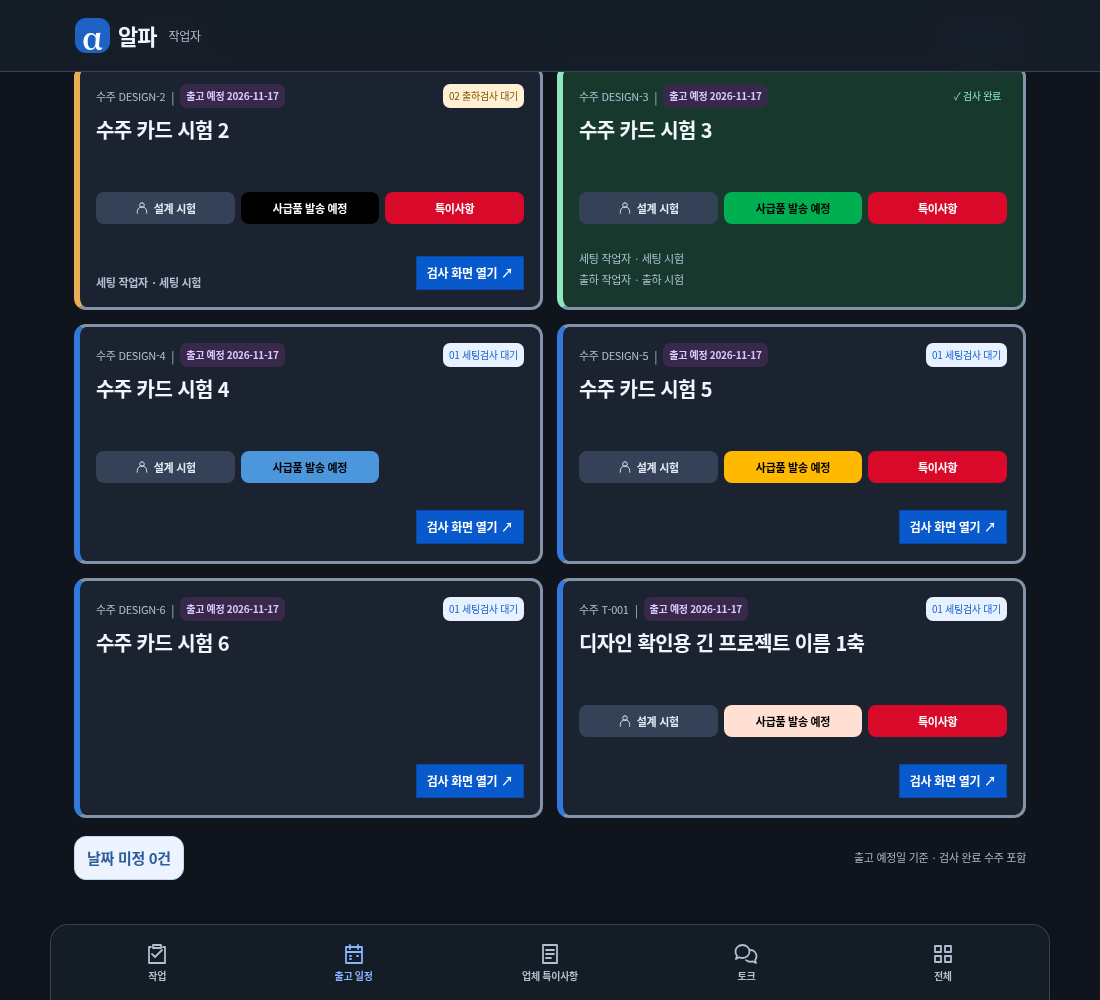 α 알파 작업자
수주 DESIGN-2 | 출고 예정 2026-11-17 02 출하검사 대기
수주 카드 시험 2
설계 시험 사급품 발송 예정 특이사항
세팅 작업자 · 세팅 시험 검사 화면 열기 ↗
수주 DESIGN-3 | 출고 예정 2026-11-17 ✓ 검사 완료
수주 카드 시험 3
설계 시험 사급품 발송 예정 특이사항
세팅 작업자 · 세팅 시험
출하 작업자 · 출하 시험
수주 DESIGN-4 | 출고 예정 2026-11-17 01 세팅검사 대기
수주 카드 시험 4
설계 시험 사급품 발송 예정
검사 화면 열기 ↗
수주 DESIGN-5 | 출고 예정 2026-11-17 01 세팅검사 대기
수주 카드 시험 5
설계 시험 사급품 발송 예정 특이사항
검사 화면 열기 ↗
수주 DESIGN-6 | 출고 예정 2026-11-17 01 세팅검사 대기
수주 카드 시험 6
검사 화면 열기 ↗
수주 T-001 | 출고 예정 2026-11-17 01 세팅검사 대기
디자인 확인용 긴 프로젝트 이름 1축
설계 시험 사급품 발송 예정 특이사항
검사 화면 열기 ↗
날짜 미정 0건 출고 예정일 기준 · 검사 완료 수주 포함
작업 출고 일정 업체 특이사항 토크 전체